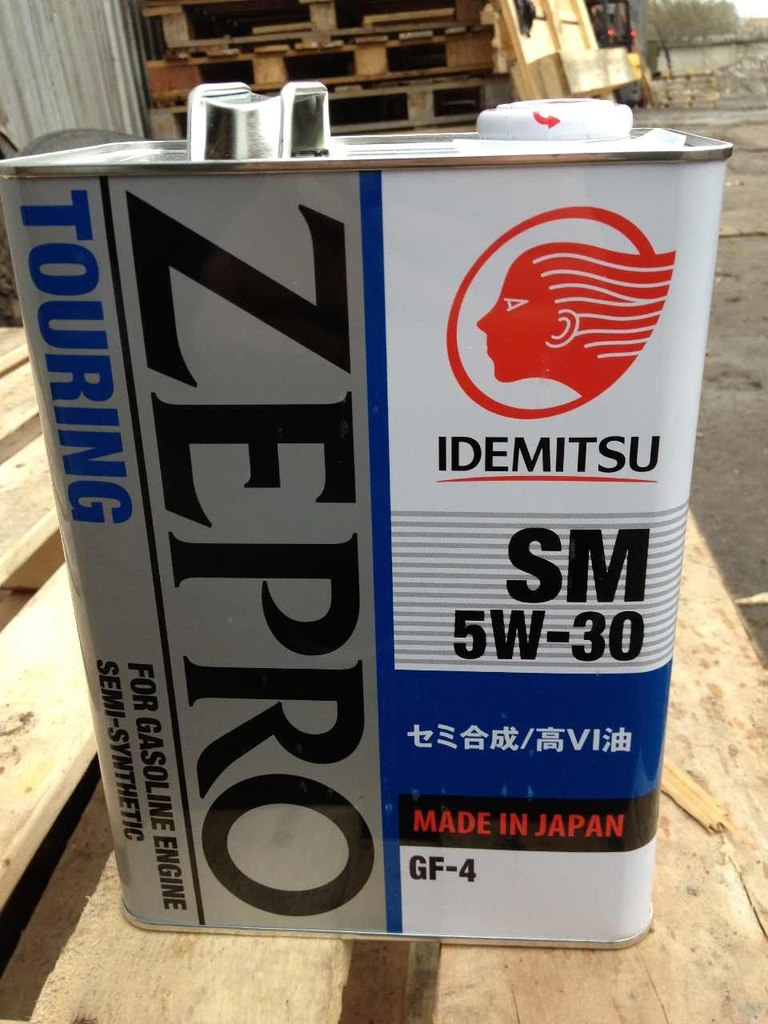 TOURING
ZEPRO
FOR GASOLINE ENGINE
SEMI-SYNTHETIC
IDEMITSU
SM
5W-30
セミ合成/高VI油
MADE IN JAPAN
GF-4